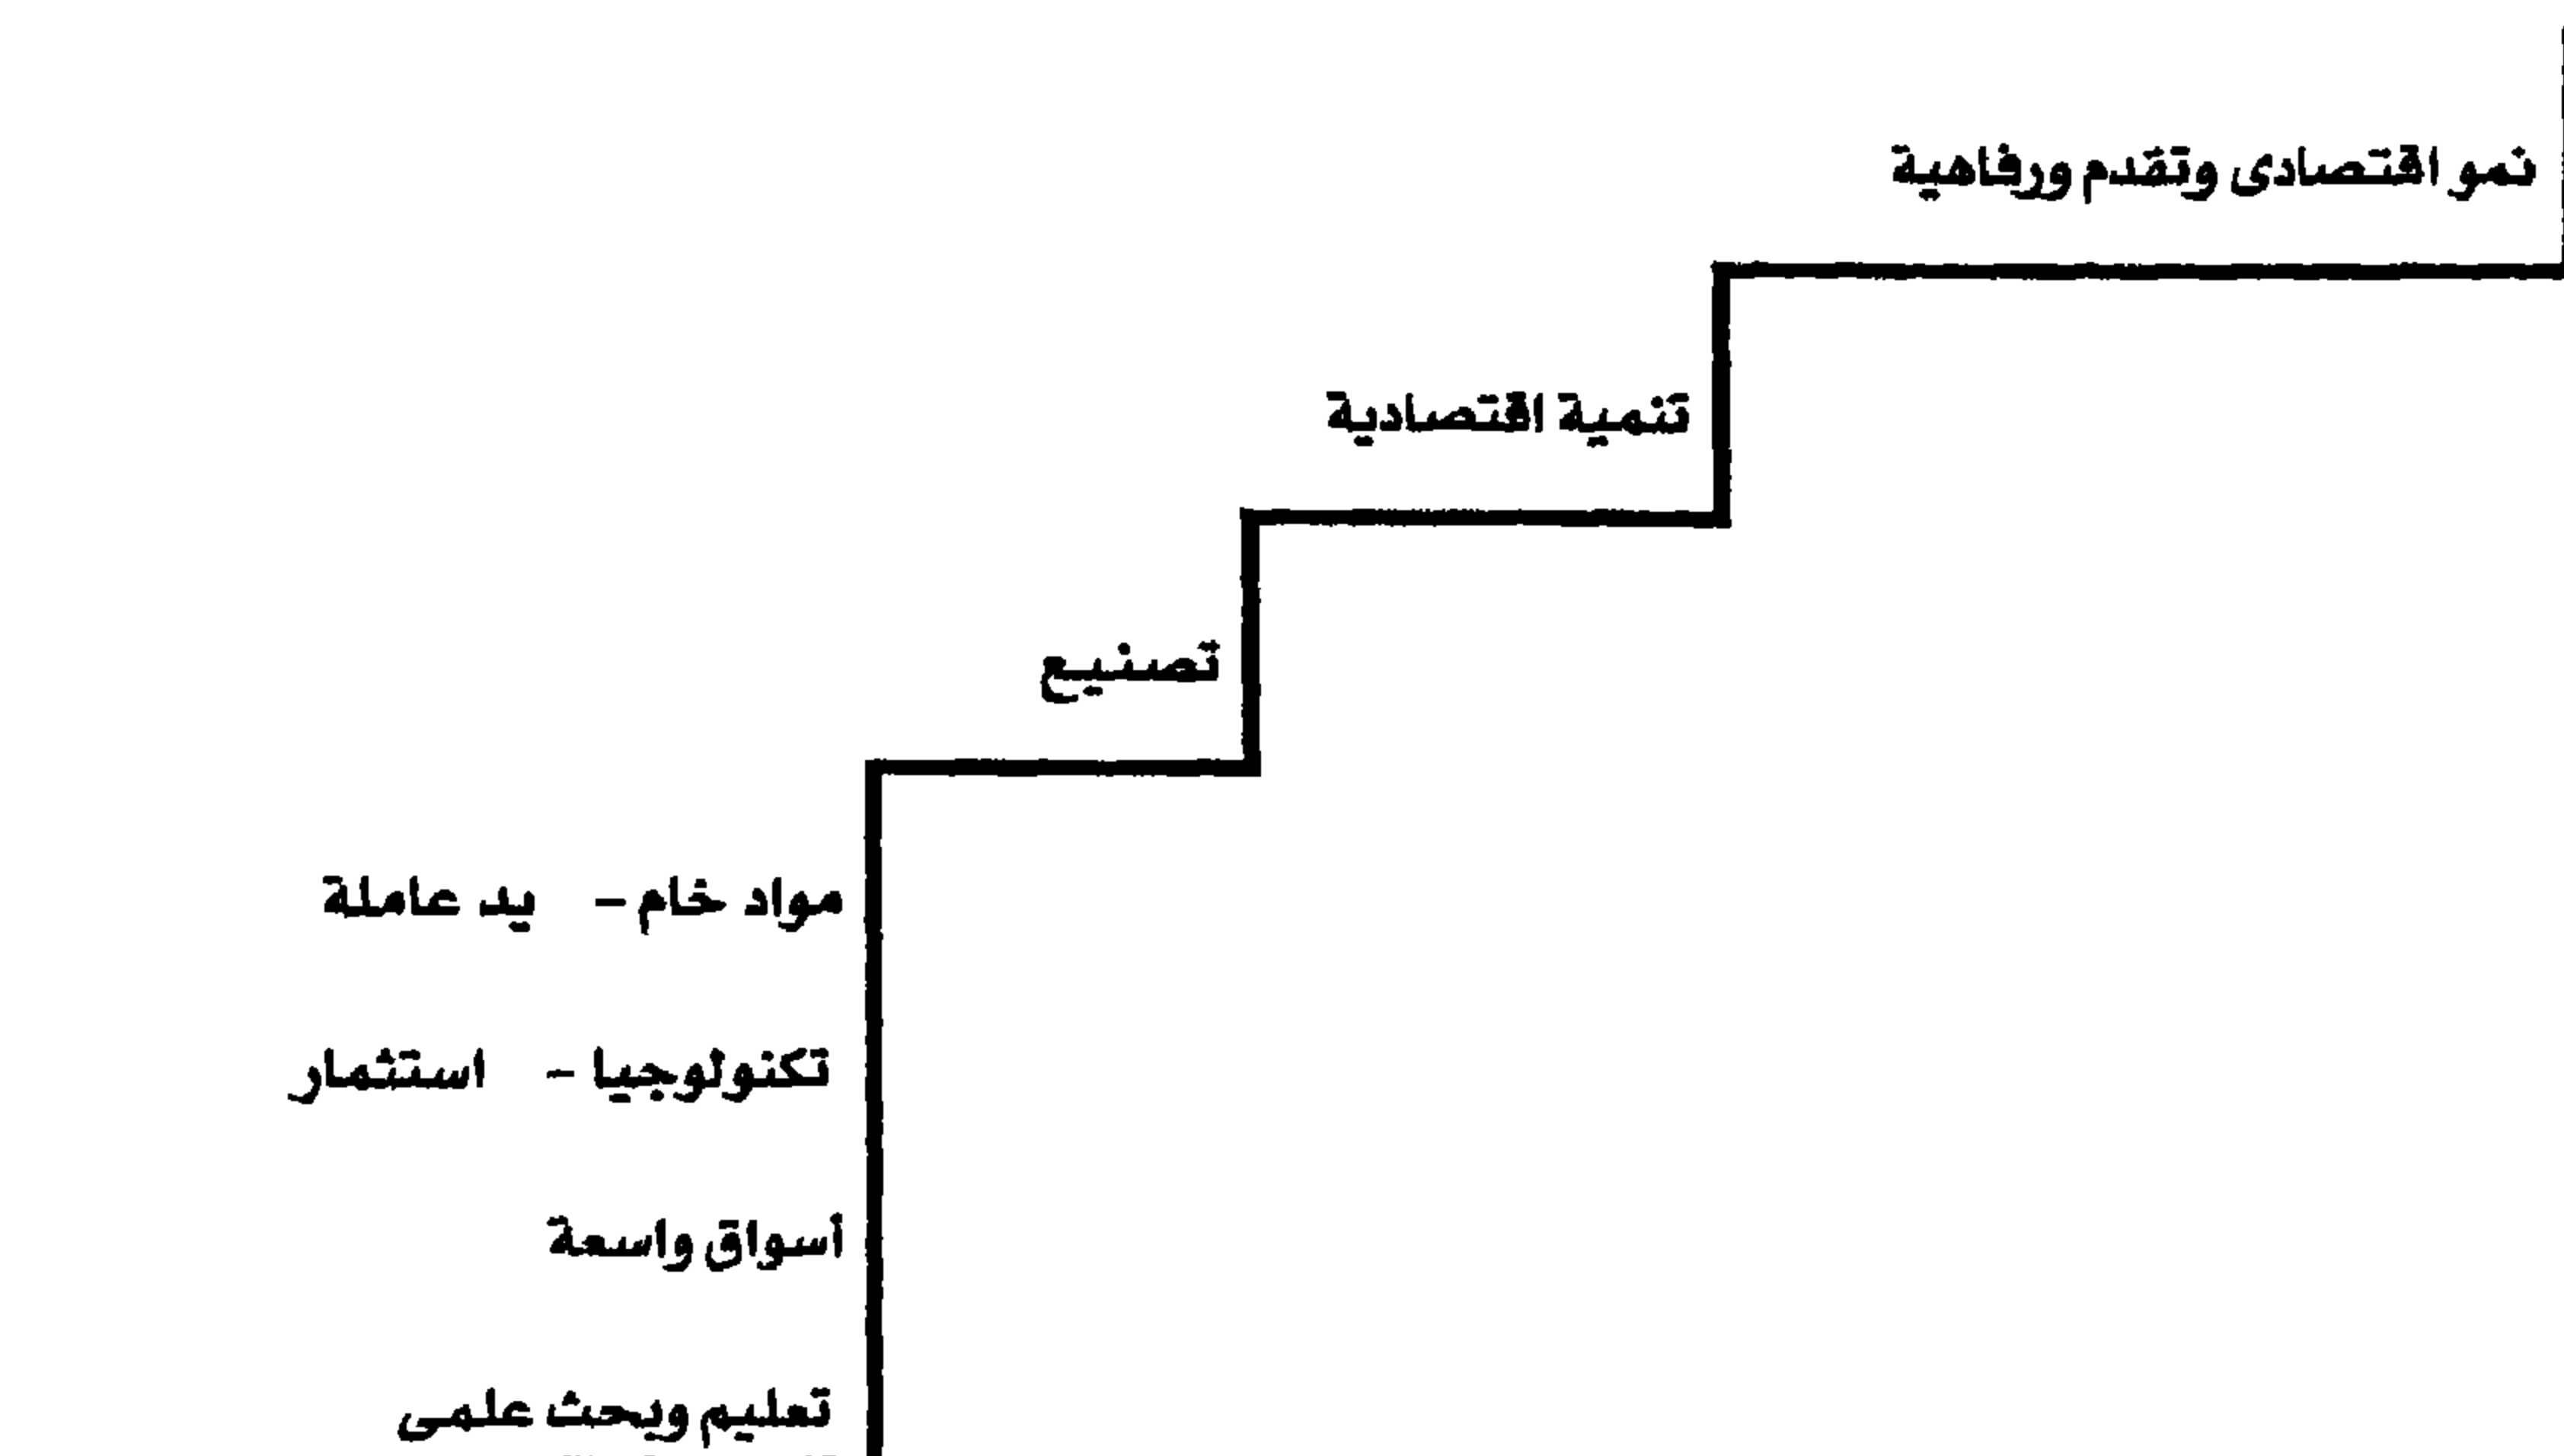 نمو اقتصادى وتقدم ورفاهية
تنمية اقتصادية
تصنيع
مواد خام - يد عاملة
تكنولوجيا - استثمار
أسواق واسعة
تعليم وبحث علمى